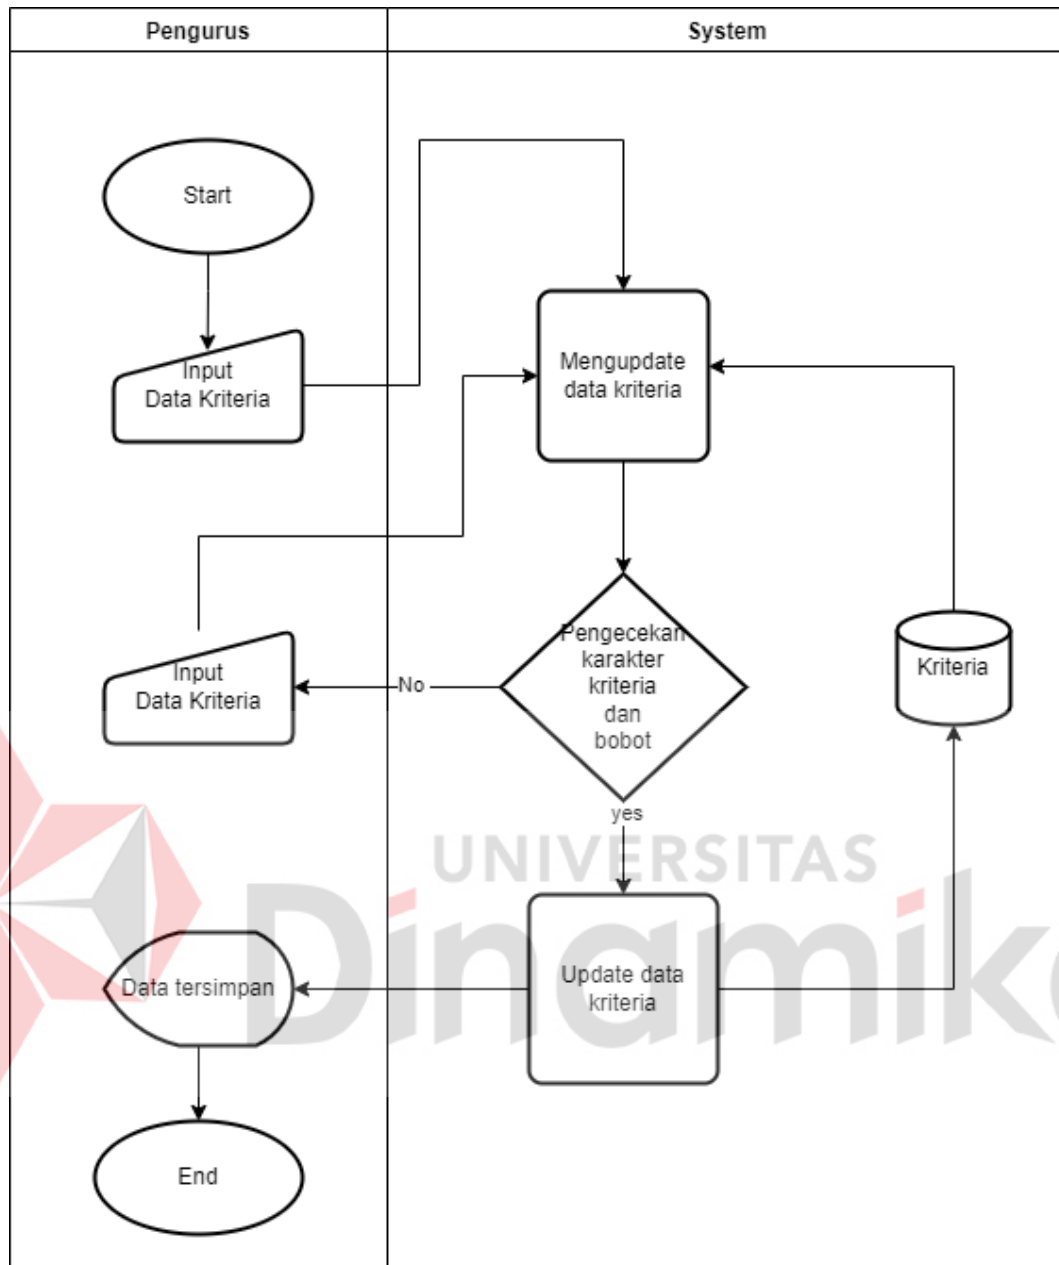 Pengurus
System
Start
Input
Data Kriteria
Mengupdate
data kriteria
Input
Data Kriteria
No
Pengecekan
karakter
kriteria
dan
bobot
Kriteria
yes
UNIVERSITAS
Dinamika
Data tersimpan
Update data
kriteria
End